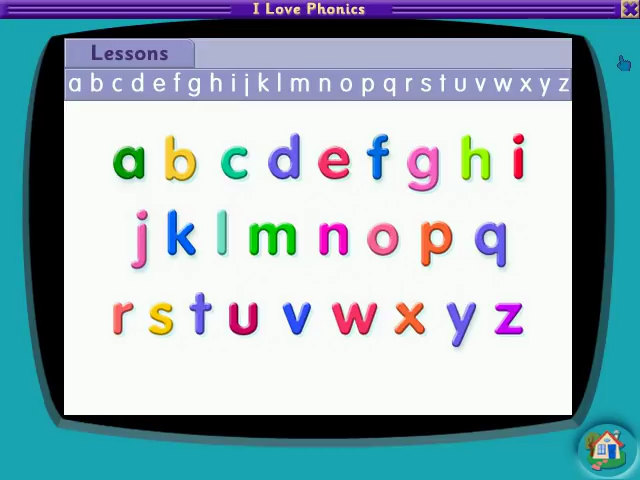 I Love Phonics
Lessons
a b c d e f g h i j k l m n o p q r s t u v w x y z
a b c d e f g h i
j k l m n o p q
r s t u v w x y z